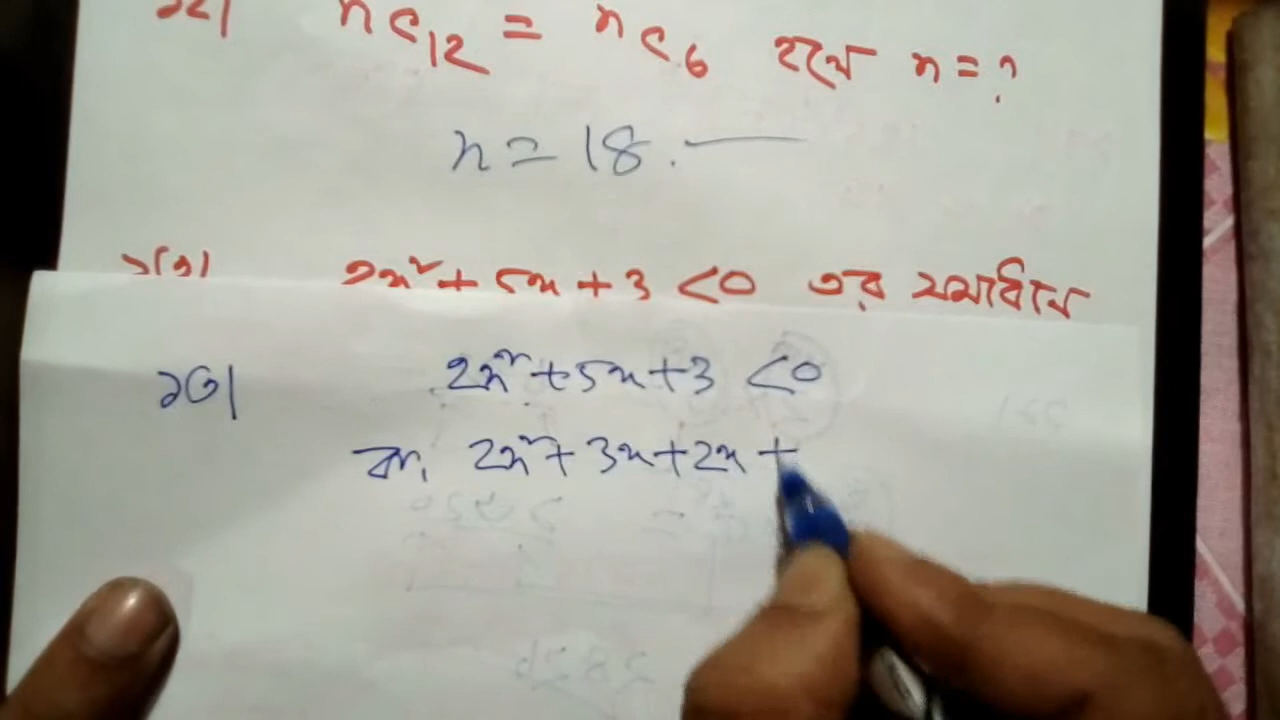 ১২| nc12 = nc6 হলে n = ?
n = 18.
১৩| 2x² + 5x + 3 <0 এর সমাধান
১৩| 2x² + 5x + 3 <0
বা, 2x² + 3x + 2x +